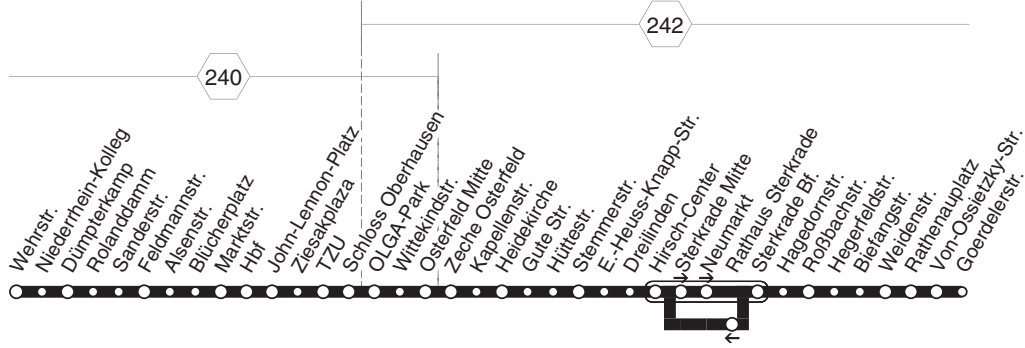 242
240
Wehrstr.
Niederrhein-Kolleg
Dümpterkamp
Rolanddamm
Sanderstr.
Feldmannstr.
Alsenstr.
Blücherplatz
Marktstr.
Hbf
John-Lennon-Platz
Ziesakplaza
TZU
Schloss Oberhausen
OLGA-Park
Wittekindstr.
Osterfeld Mitte
Zeche Osterfeld
Kapellenstr.
Heidekirche
Gute Str.
Hüttestr.
Stemmerstr.
E.-Heuss-Knapp-Str.
Dreilinden
Hirsch-Center
Sterkrade Mitte
Neumarkt
Rathaus Sterkrade
Sterkrade Bf.
Hagedornstr.
Roßbachstr.
Hegerfeldstr.
Biefangstr.
Weidenstr.
Rathenauplatz
Von-Ossietzky-Str.
Goerdelerstr.